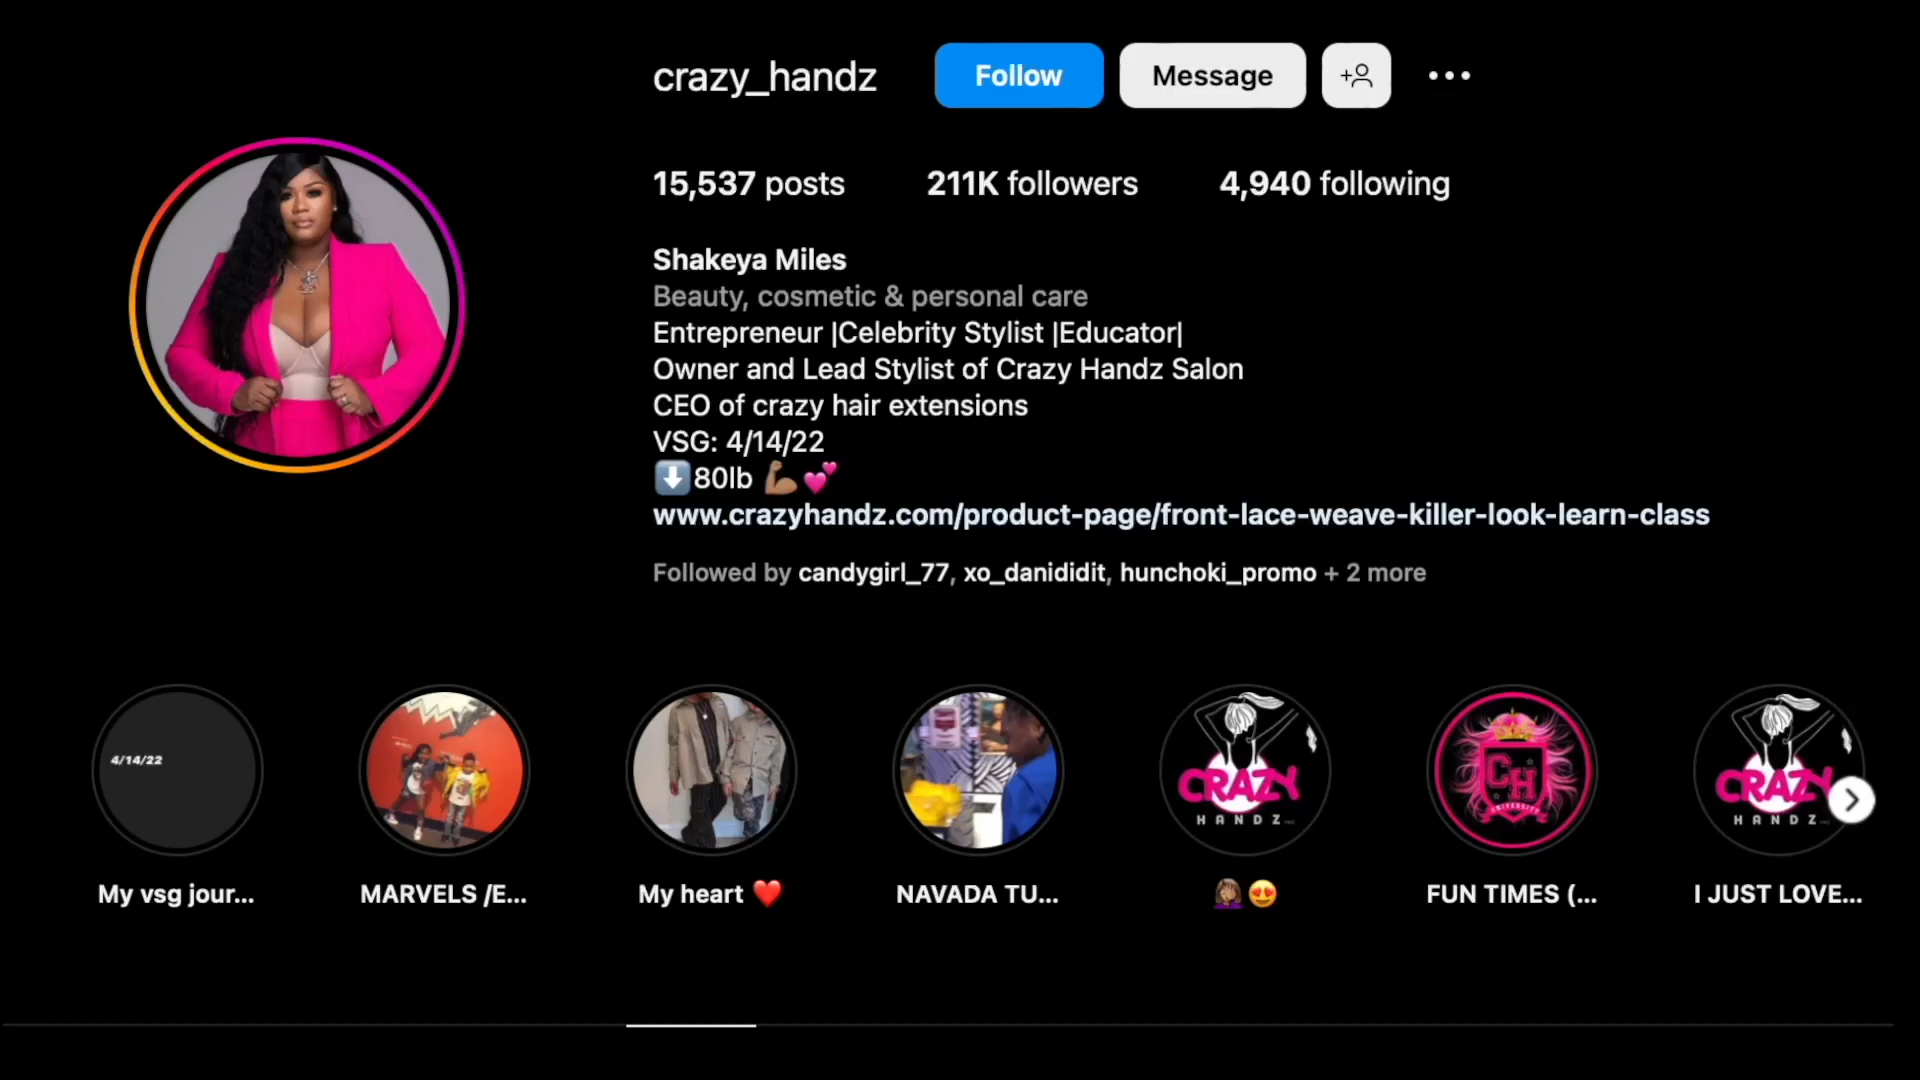 crazy_handz Follow Message
15,537 posts 211K followers 4,940 following
Shakeya Miles
Beauty, cosmetic & personal care
Entrepreneur |Celebrity Stylist |Educator|
Owner and Lead Stylist of Crazy Handz Salon
CEO of crazy hair extensions
VSG: 4/14/22
⬇️80lb 💪🏽💕
www.crazyhandz.com/product-page/front-lace-weave-killer-look-learn-class
Followed by candygirl_77, xo_danididit, hunchoki_promo + 2 more
4/14/22
CRAZY
HANDZ
CH
UNIVERSITY
CRAZY
HANDZ
My vsg jour... MARVELS /E... My heart ❤️ NAVADA TU... 🤦🏽‍♀️😍 FUN TIMES (... I JUST LOVE...